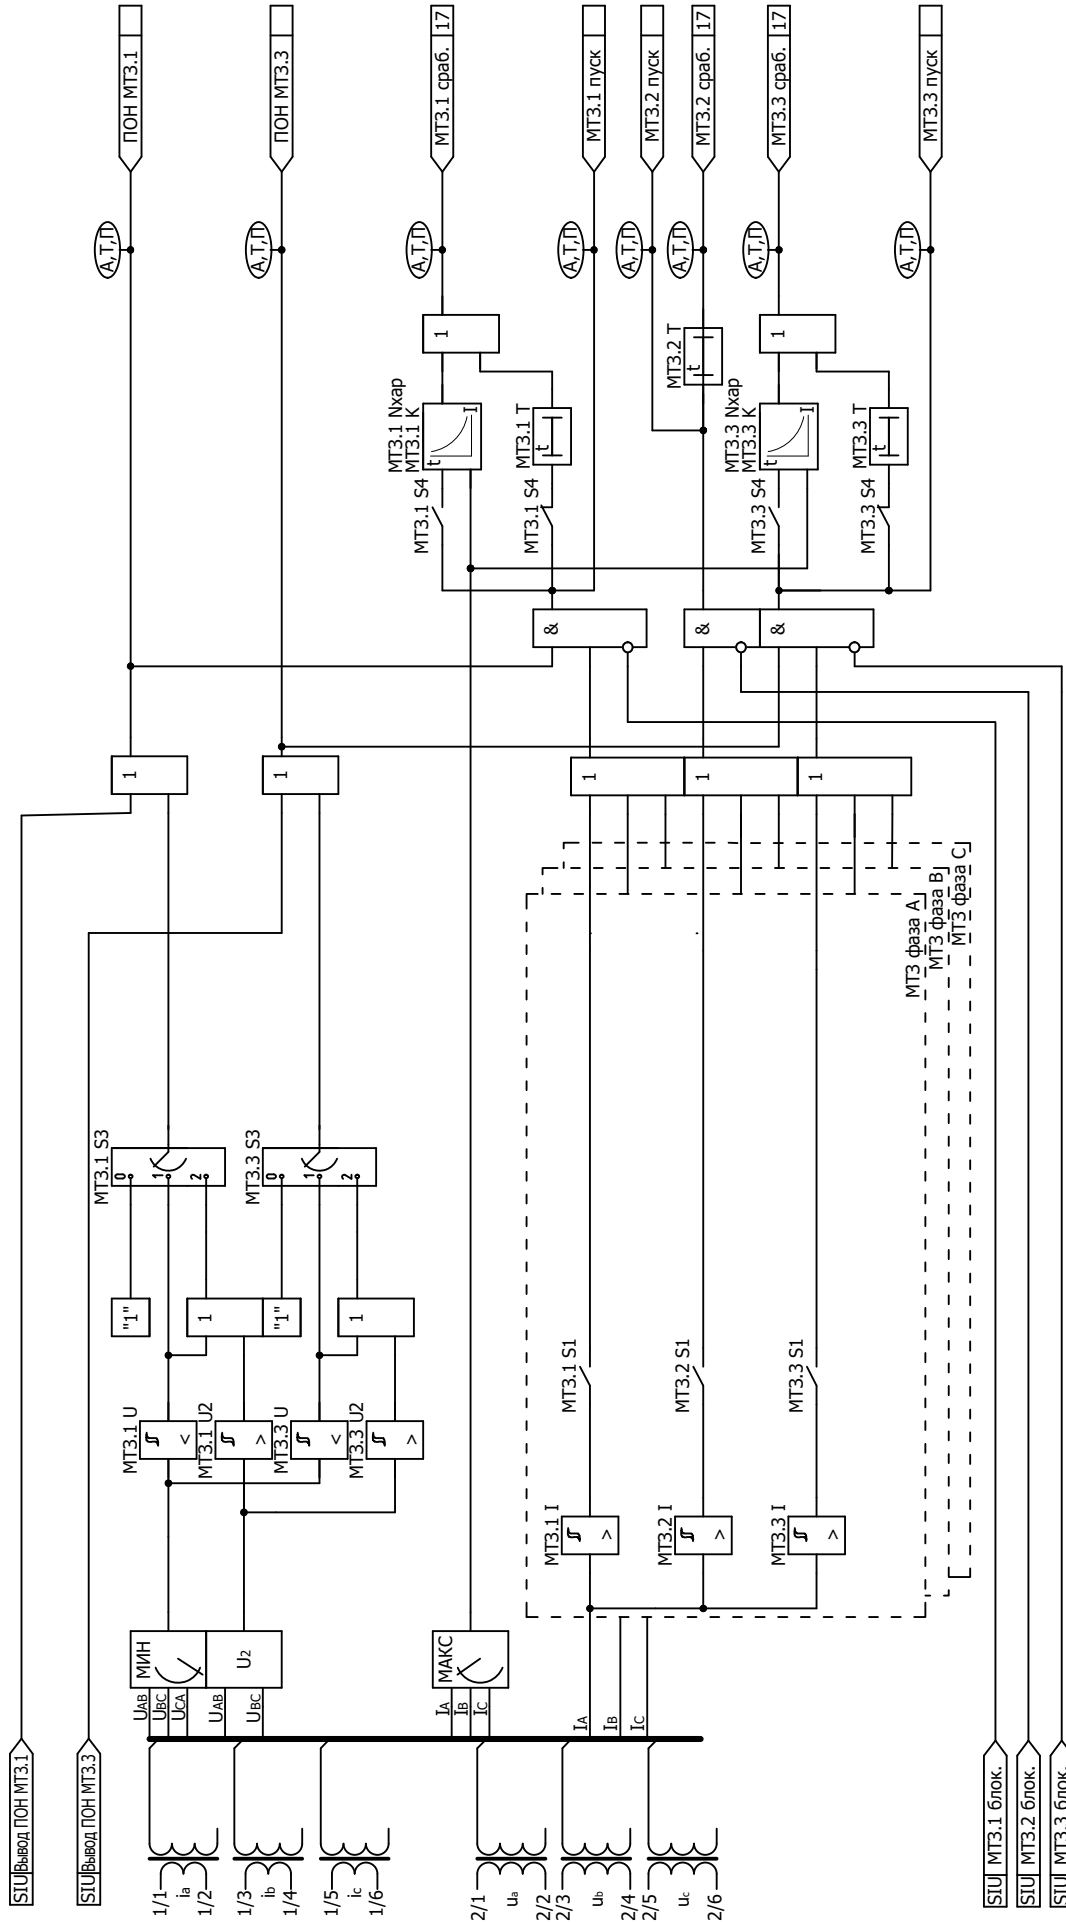 SIU Вывод ПОН МТЗ.1
SIU Вывод ПОН МТЗ.3
1/1
ia
1/2
1/3
ib
1/4
1/5
ic
1/6
2/1
ua
2/2
2/3
ub
2/4
2/5
uc
2/6
UAB
UBC
UCA
UAB
UBC
МИН
U2
IA
IB
IC
МАКС
IA
IB
IC
МТЗ.1 U
<
МТЗ.1 U2
>
МТЗ.3 U
<
МТЗ.3 U2
>
"1"
1
"1"
1
МТЗ.1 S3
0
1
2
МТЗ.3 S3
0
1
2
1
1
МТЗ.1 I
>
МТЗ.2 I
>
МТЗ.3 I
>
МТЗ.1 S1
МТЗ.2 S1
МТЗ.3 S1
МТЗ фаза A
МТЗ фаза B
МТЗ фаза C
1
1
1
&
&
&
МТЗ.1 S4
МТЗ.1 S4
МТЗ.3 S4
МТЗ.3 S4
МТЗ.1 Nхар
МТЗ.1 K
t
I
МТЗ.1 T
t
МТЗ.2 T
t
МТЗ.3 Nхар
МТЗ.3 K
t
I
МТЗ.3 T
t
1
1
А,Т,П
А,Т,П
А,Т,П
А,Т,П
А,Т,П
А,Т,П
А,Т,П
А,Т,П
ПОН МТЗ.1
ПОН МТЗ.3
МТЗ.1 сраб. 17
МТЗ.1 пуск
МТЗ.2 пуск
МТЗ.2 сраб. 17
МТЗ.3 сраб. 17
МТЗ.3 пуск
SIU МТЗ.1 блок.
SIU МТЗ.2 блок.
SIU МТЗ.3 блок.